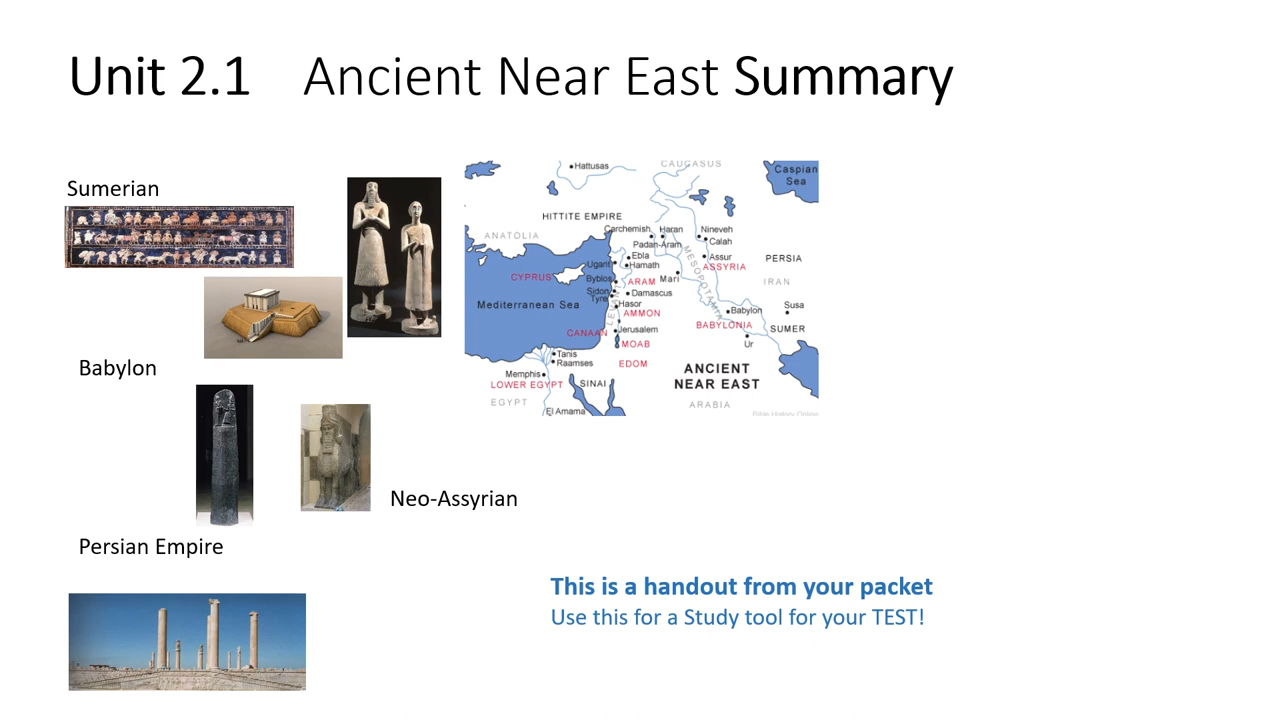 Unit 2.1 Ancient Near East Summary
Sumerian
Babylon
Neo-Assyrian
Persian Empire
Hattusas
CAUCASUS
Caspian
Sea
HITTITE EMPIRE
ANATOLIA
Carchemish
Haran
Nineveh
Padan-Aram
Calah
Ebla
Assur
PERSIA
Ugarit
Hamath
ASSYRIA
CYPRUS
Byblos
ARAM
Mari
MESOPOTAMIA
IRAN
Sidon
Damascus
Tyre
Mediterranean Sea
Hasor
AMMON
Babylon
Susa
CANAAN
Jerusalem
BABYLONIA
SUMER
MOAB
Ur
Tanis
Raamses
EDOM
ANCIENT
NEAR EAST
Memphis
LOWER EGYPT
SINAI
EGYPT
El Amarna
ARABIA
Bible History Online
This is a handout from your packet
Use this for a Study tool for your TEST!